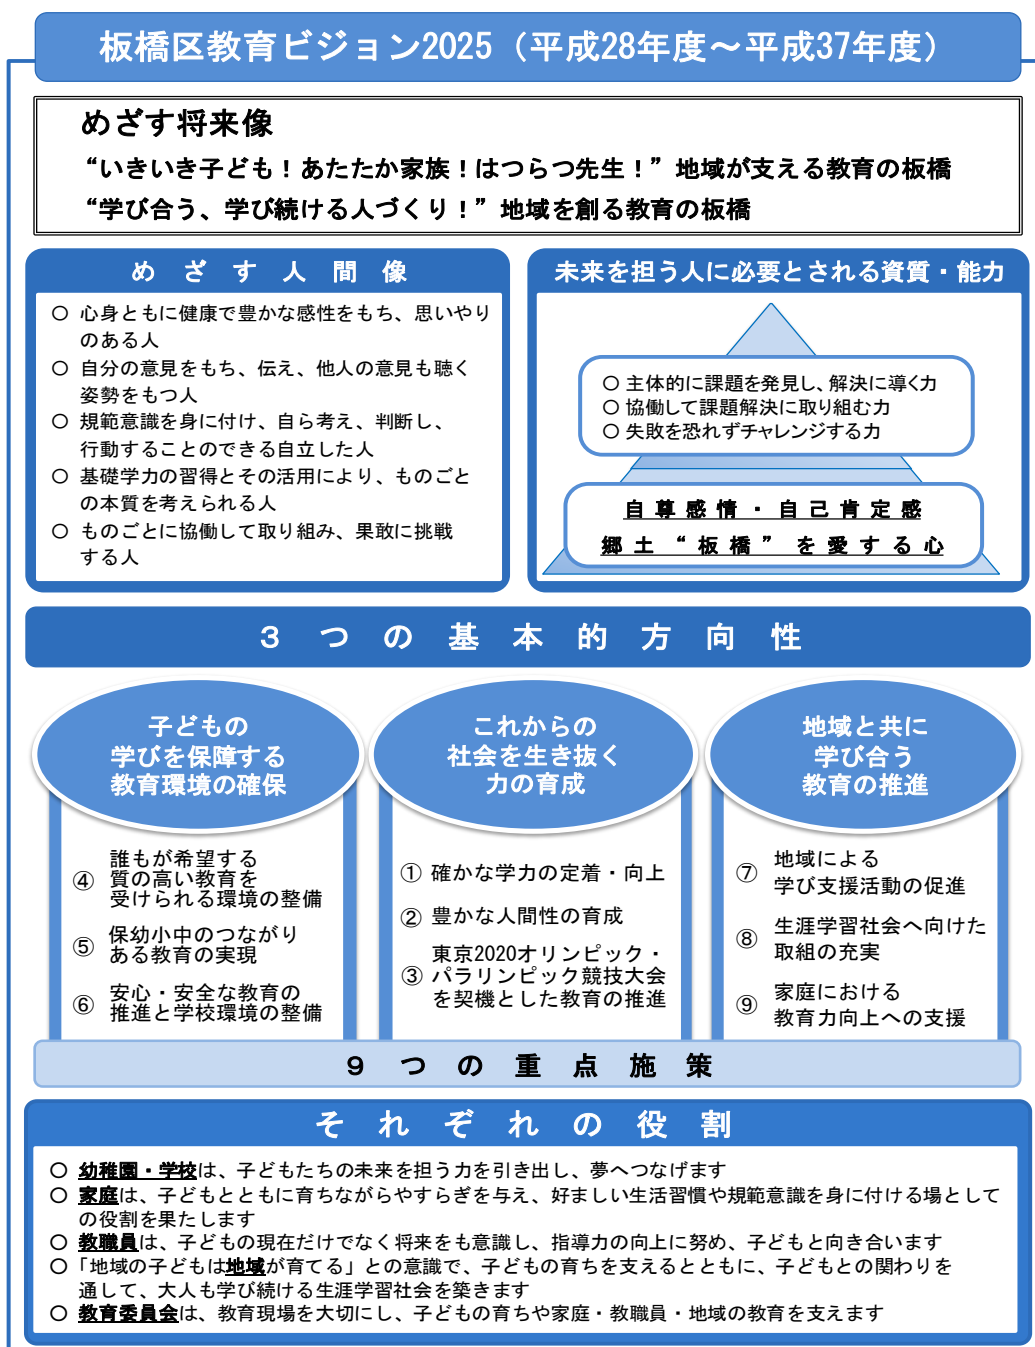 板橋区教育ビジョン2025（平成28年度～平成37年度）
めざす将来像
“いきいき子ども！あたたか家族！はつらつ先生！”地域が支える教育の板橋
“学び合う、学び続ける人づくり！”地域を創る教育の板橋
めざす人間像
○ 心身ともに健康で豊かな感性をもち、思いやり
のある人
○ 自分の意見をもち、伝え、他人の意見も聴く
姿勢をもつ人
○ 規範意識を身に付け、自ら考え、判断し、
行動することのできる自立した人
○ 基礎学力の習得とその活用により、ものごと
の本質を考えられる人
○ ものごとに協働して取り組み、果敢に挑戦
する人
未来を担う人に必要とされる資質・能力
○ 主体的に課題を発見し、解決に導く力
○ 協働して課題解決に取り組む力
○ 失敗を恐れずチャレンジする力
自尊感情・自己肯定感
郷土“板橋”を愛する心
３つの基本的方向性
子どもの
学びを保障する
教育環境の確保
④ 誰もが希望する
質の高い教育を
受けられる環境の整備
⑤ 保幼小中のつながり
ある教育の実現
⑥ 安心・安全な教育の
推進と学校環境の整備
これからの
社会を生き抜く
力の育成
① 確かな学力の定着・向上
② 豊かな人間性の育成
③ 東京2020オリンピック・
パラリンピック競技大会
を契機とした教育の推進
地域と共に
学び合う
教育の推進
⑦ 地域による
学び支援活動の促進
⑧ 生涯学習社会へ向けた
取組の充実
⑨ 家庭における
教育力向上への支援
９つの重点施策
それぞれの役割
○ 幼稚園・学校は、子どもたちの未来を担う力を引き出し、夢へつなげます
○ 家庭は、子どもとともに育ちながらやすらぎを与え、好ましい生活習慣や規範意識を身に付ける場として
の役割を果たします
○ 教職員は、子どもの現在だけでなく将来をも意識し、指導力の向上に努め、子どもと向き合います
○ 「地域の子どもは地域が育てる」との意識で、子どもの育ちを支えるとともに、子どもとの関わりを
通して、大人も学び続ける生涯学習社会を築きます
○ 教育委員会は、教育現場を大切にし、子どもの育ちや家庭・教職員・地域の教育を支えます